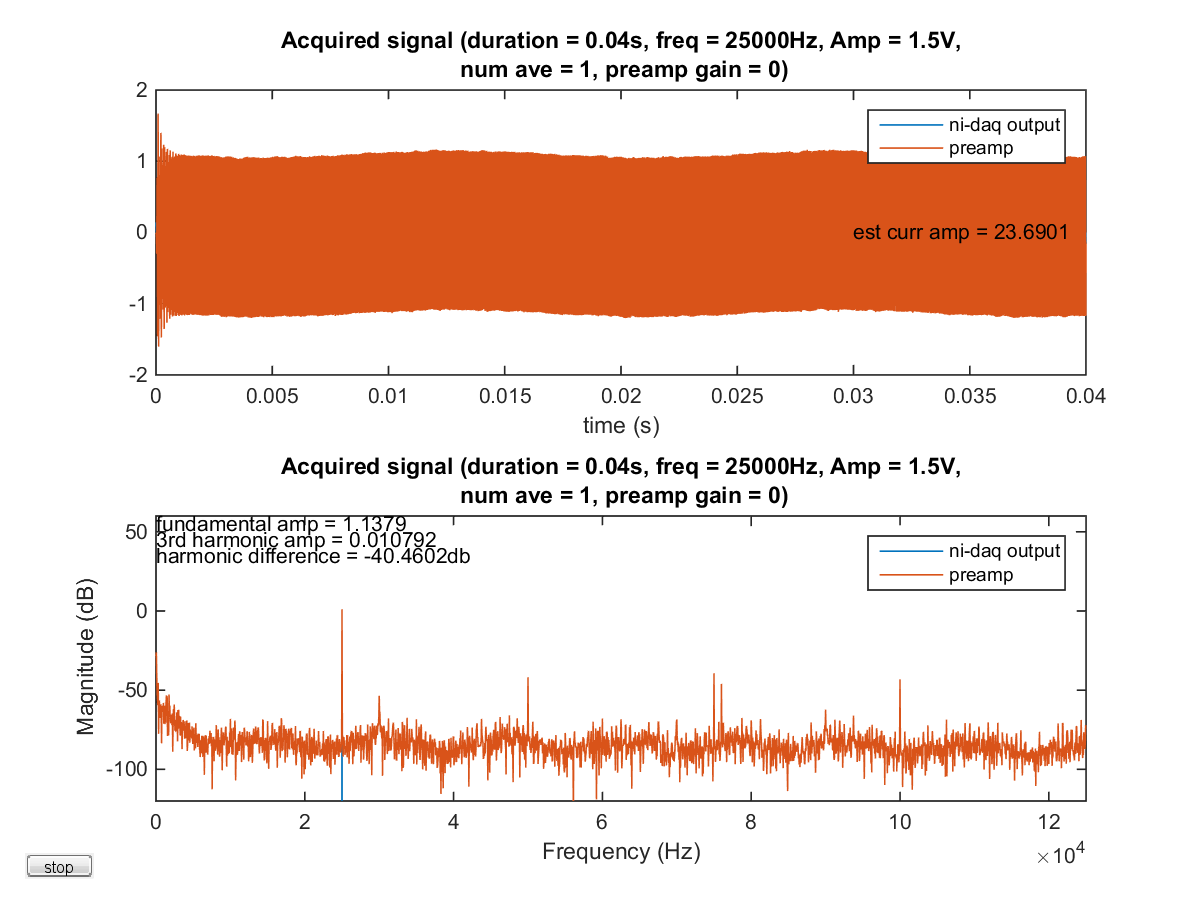 Acquired signal (duration = 0.04s, freq = 25000Hz, Amp = 1.5V,
num ave = 1, preamp gain = 0)
2
1
0
-1
-2
ni-daq output
preamp
est curr amp = 23.6901
0 0.005 0.01 0.015 0.02 0.025 0.03 0.035 0.04
time (s)
Acquired signal (duration = 0.04s, freq = 25000Hz, Amp = 1.5V,
num ave = 1, preamp gain = 0)
fundamental amp = 1.1379
3rd harmonic amp = 0.010792
harmonic difference = -40.4602db
ni-daq output
preamp
50
0
-50
-100
Magnitude (dB)
0 2 4 6 8 10 12
×10^4
Frequency (Hz)
stop